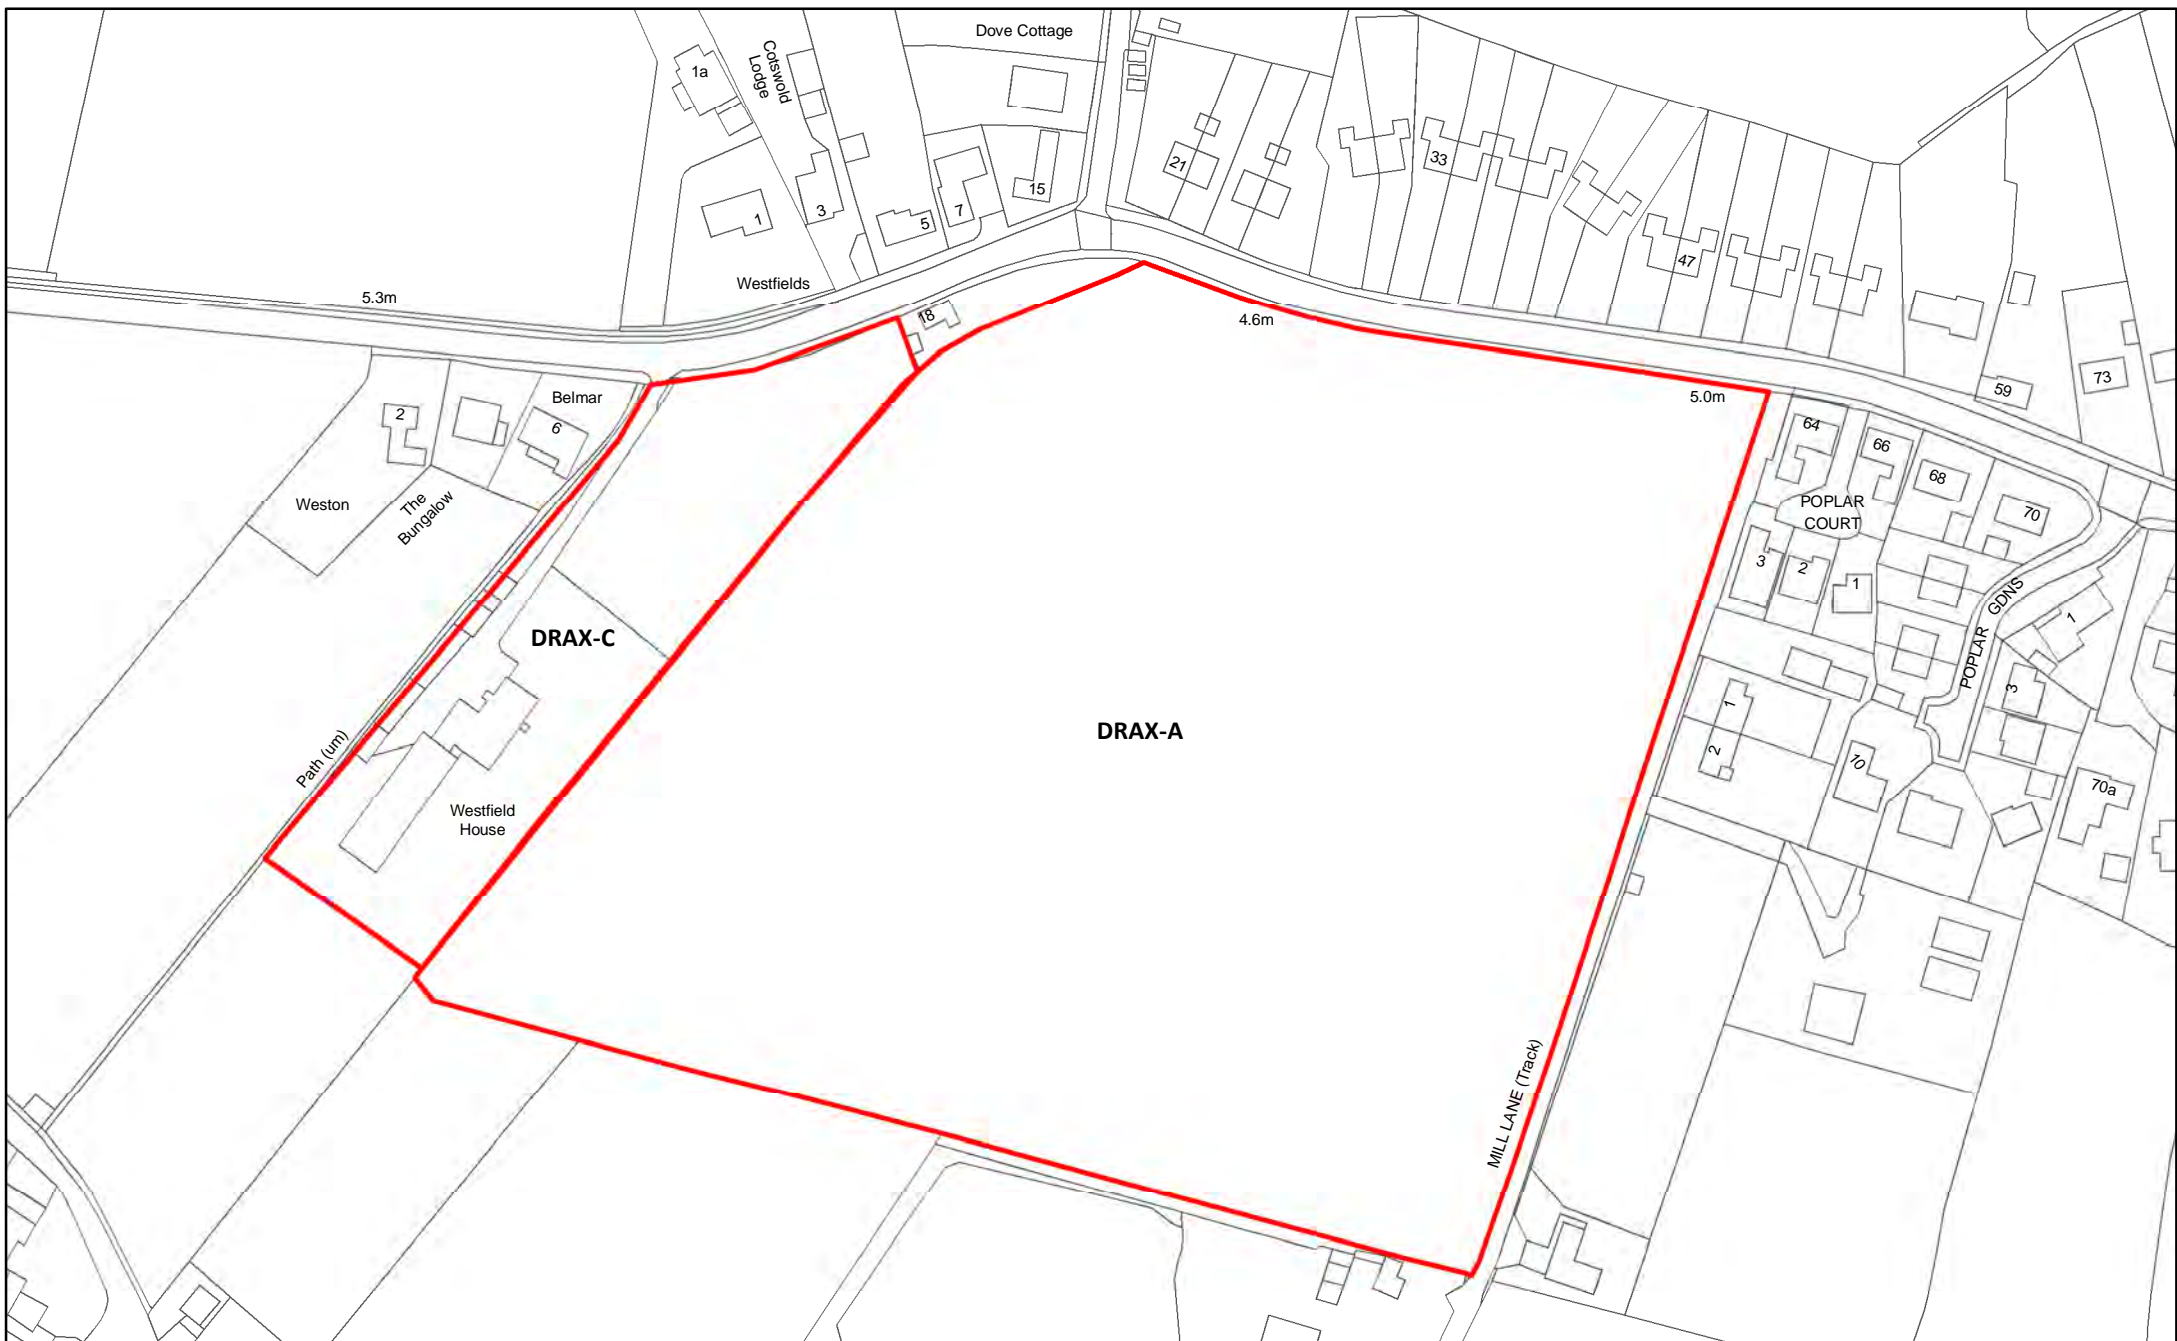 Dove Cottage
1a
Cotswold
Lodge
21
33
15
3
7
1
5
47
Westfields
5.3m
18
4.6m
59
73
5.0m
Belmar
2
6
64
66
68
70
Weston
The
Bungalow
POPLAR
COURT
3
2
1
POPLAR GDNS
1
DRAX-C
3
1
DRAX-A
2
Path (um)
10
70a
Westfield
House
MILL LANE (Track)